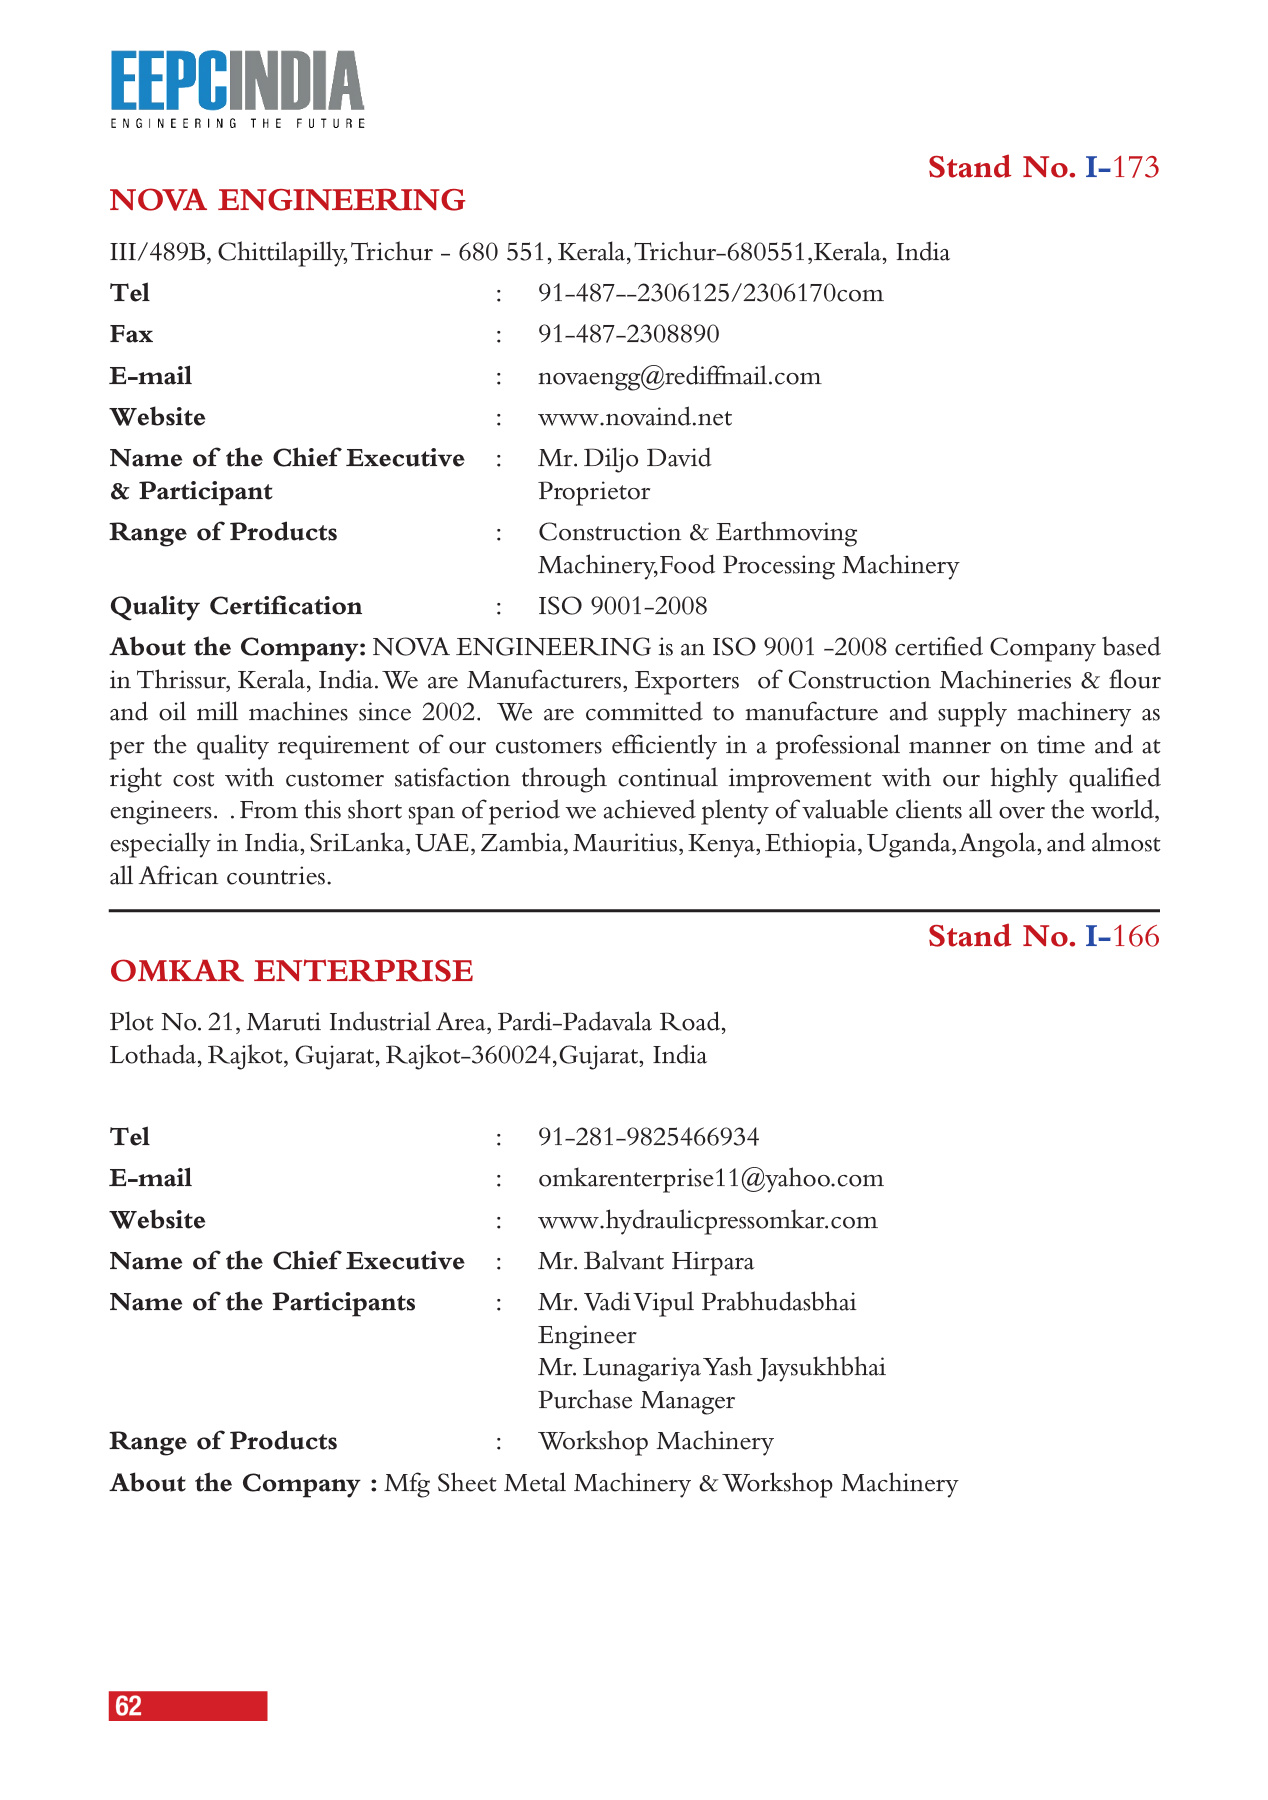 EEPCINDIA
ENGINEERING THE FUTURE
Stand No. I-173
NOVA ENGINEERING
III/489B, Chittilapilly, Trichur - 680 551, Kerala, Trichur-680551,Kerala, India
Tel : 91-487--2306125/2306170com
Fax : 91-487-2308890
E-mail : novaengg@rediffmail.com
Website : www.novaind.net
Name of the Chief Executive : Mr. Diljo David
& Participant Proprietor
Range of Products : Construction & Earthmoving
Machinery,Food Processing Machinery
Quality Certification : ISO 9001-2008
About the Company: NOVA ENGINEERING is an ISO 9001 -2008 certified Company based
in Thrissur, Kerala, India. We are Manufacturers, Exporters of Construction Machineries & flour
and oil mill machines since 2002. We are committed to manufacture and supply machinery as
per the quality requirement of our customers efficiently in a professional manner on time and at
right cost with customer satisfaction through continual improvement with our highly qualified
engineers. . From this short span of period we achieved plenty of valuable clients all over the world,
especially in India, SriLanka, UAE, Zambia, Mauritius, Kenya, Ethiopia, Uganda, Angola, and almost
all African countries.
Stand No. I-166
OMKAR ENTERPRISE
Plot No. 21, Maruti Industrial Area, Pardi-Padavala Road,
Lothada, Rajkot, Gujarat, Rajkot-360024,Gujarat, India
Tel : 91-281-9825466934
E-mail : omkarenterprise11@yahoo.com
Website : www.hydraulicpressomkar.com
Name of the Chief Executive : Mr. Balvant Hirpara
Name of the Participants : Mr. Vadi Vipul Prabhudasbhai
Engineer
Mr. Lunagariya Yash Jaysukhbhai
Purchase Manager
Range of Products : Workshop Machinery
About the Company : Mfg Sheet Metal Machinery & Workshop Machinery
62